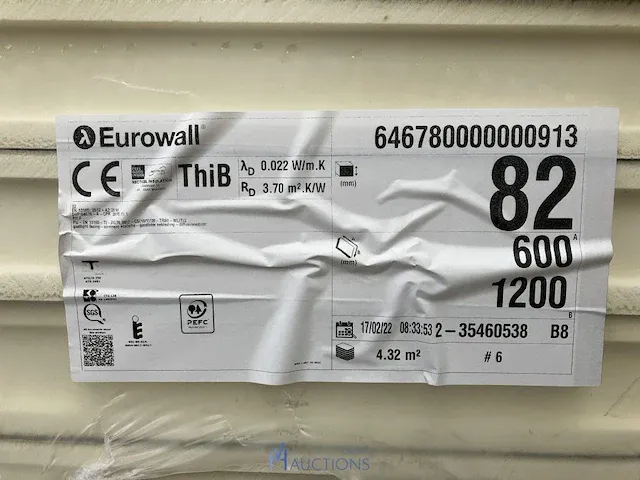 Eurowall®
646780000000913
CE
ThiB
λD 0.022 W/m.K
RD 3.70 m².K/W
(mm)
82
(mm)
600 A
1200 B
PEFC
SGS
17/02/22 08:33:53 2-35460538 B8
4.32 m² # 6
AUCTIONS